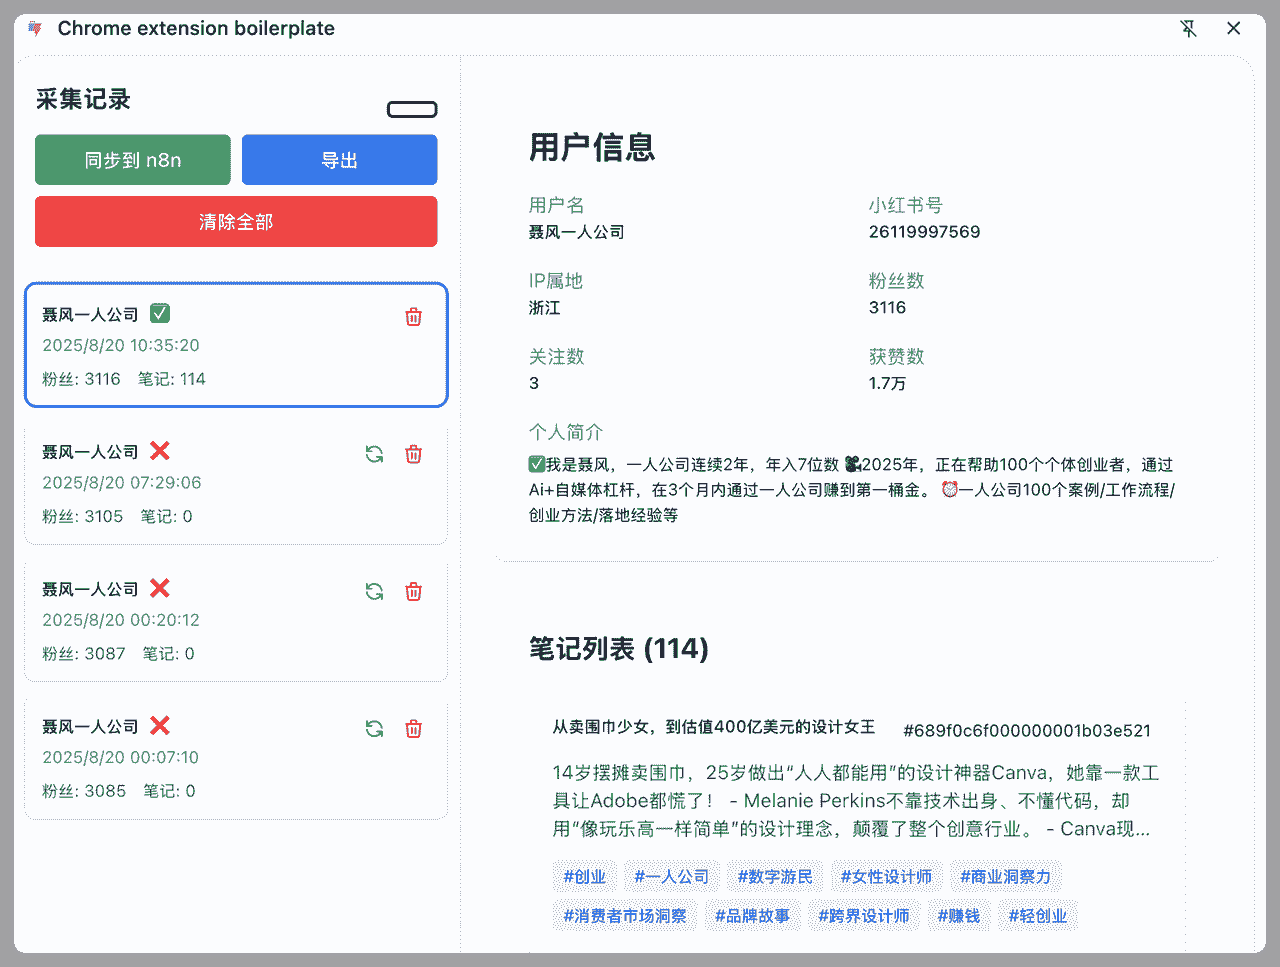 Chrome extension boilerplate
采集记录
同步到 n8n
导出
清除全部
聂风一人公司 ✅
2025/8/20 10:35:20
粉丝: 3116 笔记: 114
聂风一人公司 ❌
2025/8/20 07:29:06
粉丝: 3105 笔记: 0
聂风一人公司 ❌
2025/8/20 00:20:12
粉丝: 3087 笔记: 0
聂风一人公司 ❌
2025/8/20 00:07:10
粉丝: 3085 笔记: 0
用户信息
用户名
聂风一人公司
小红书号
26119997569
IP属地
浙江
粉丝数
3116
关注数
3
获赞数
1.7万
个人简介
✅我是聂风，一人公司连续2年，年入7位数 📽2025年，正在帮助100个个体创业者，通过
Ai+自媒体杠杆，在3个月内通过一人公司赚到第一桶金。 ⏰一人公司100个案例/工作流程/
创业方法/落地经验等
笔记列表 (114)
从卖围巾少女，到估值400亿美元的设计女王
#689f0c6f000000001b03e521
14岁摆摊卖围巾，25岁做出“人人都能用”的设计神器Canva，她靠一款工
具让Adobe都慌了！ - Melanie Perkins不靠技术出身、不懂代码，却
用“像玩乐高一样简单”的设计理念，颠覆了整个创意行业。 - Canva现...
#创业 #一人公司 #数字游民 #女性设计师 #商业洞察力
#消费者市场洞察 #品牌故事 #跨界设计师 #赚钱 #轻创业